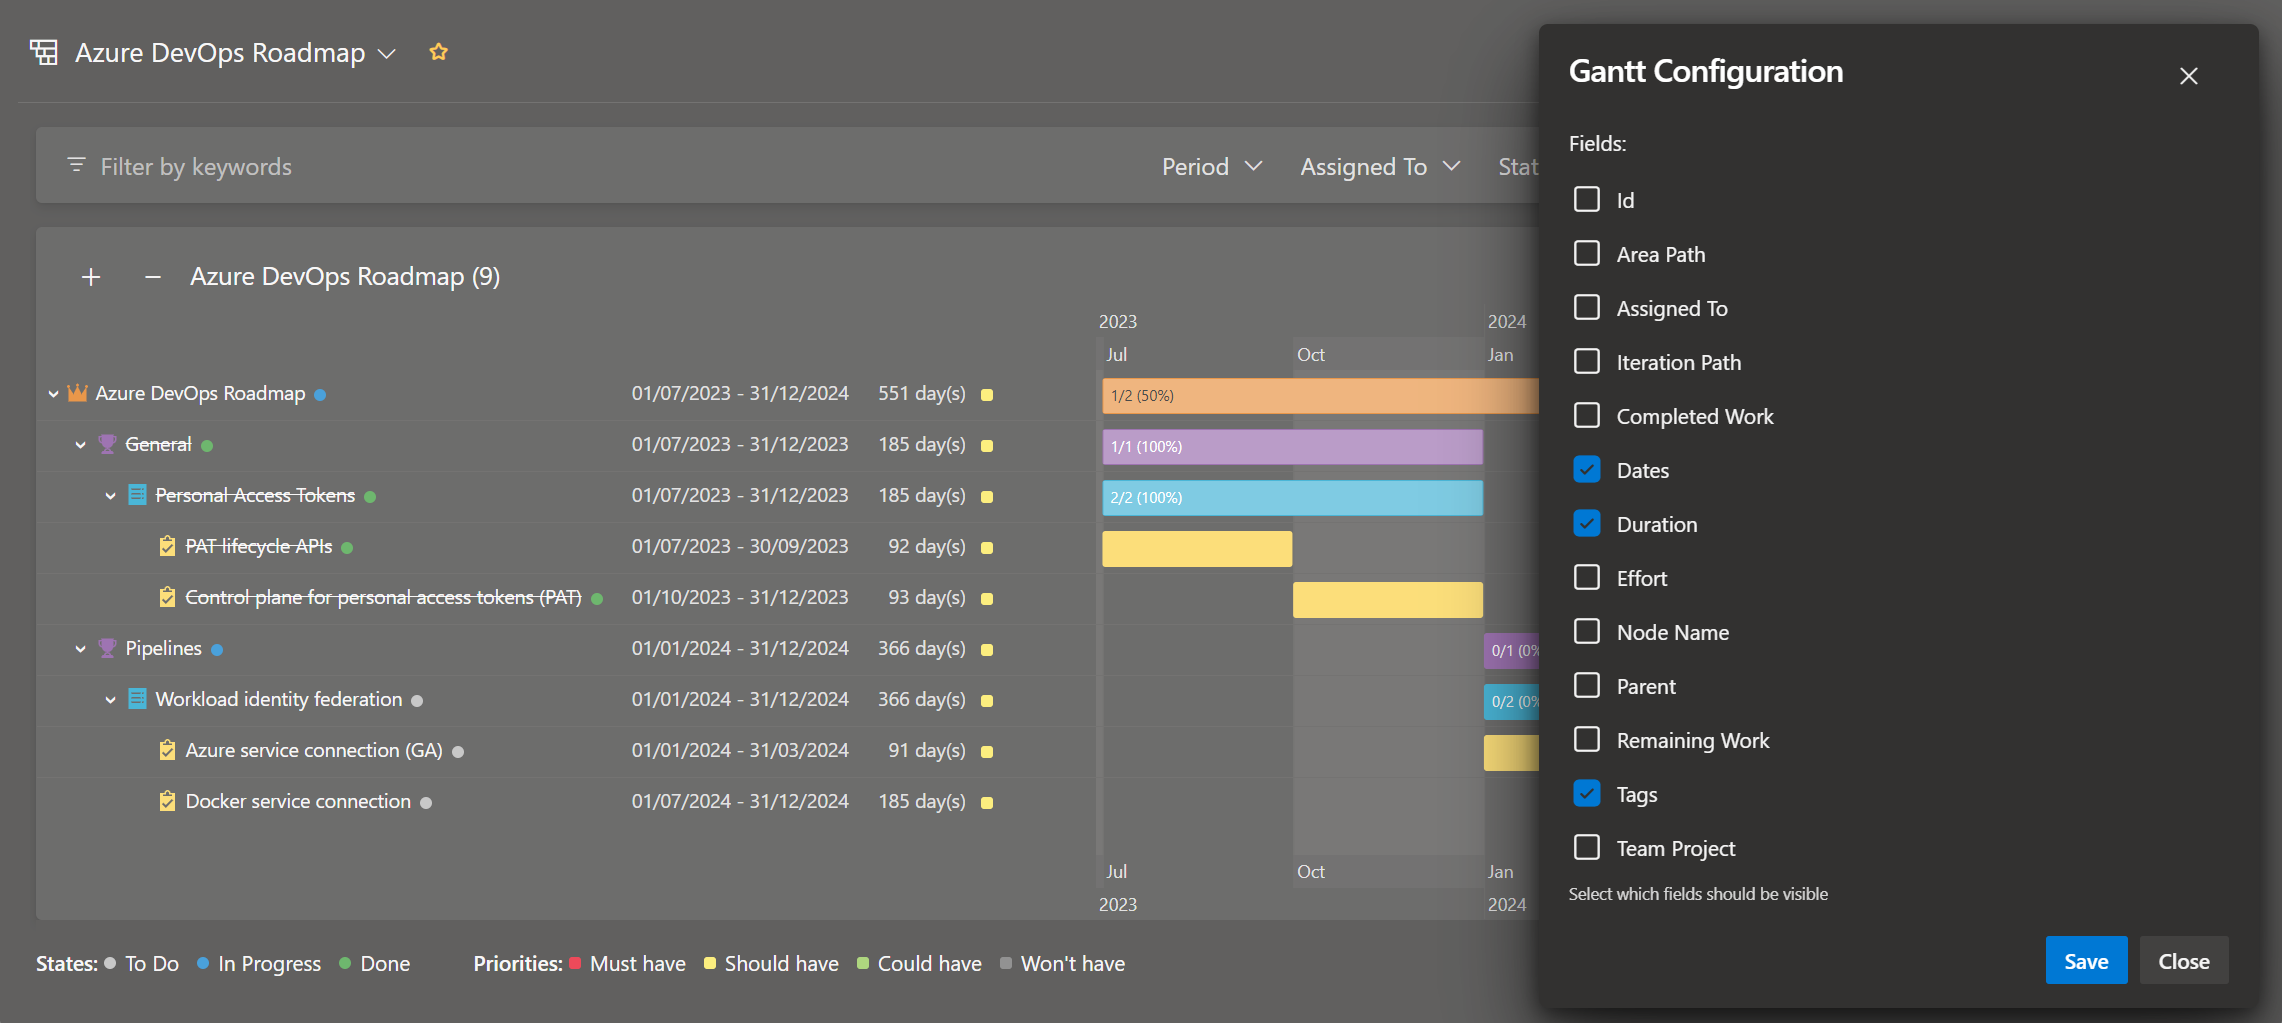 Azure DevOps Roadmap
Filter by keywords
Period
Assigned To
Stat
Azure DevOps Roadmap (9)
2023
2024
Jul
Oct
Jan
Azure DevOps Roadmap
01/07/2023 - 31/12/2024
551 day(s)
1/2 (50%)
General
01/07/2023 - 31/12/2023
185 day(s)
1/1 (100%)
Personal Access Tokens
01/07/2023 - 31/12/2023
185 day(s)
2/2 (100%)
PAT lifecycle APIs
01/07/2023 - 30/09/2023
92 day(s)
Control plane for personal access tokens (PAT)
01/10/2023 - 31/12/2023
93 day(s)
Pipelines
01/01/2024 - 31/12/2024
366 day(s)
0/1 (0%
Workload identity federation
01/01/2024 - 31/12/2024
366 day(s)
0/2 (0%
Azure service connection (GA)
01/01/2024 - 31/03/2024
91 day(s)
Docker service connection
01/07/2024 - 31/12/2024
185 day(s)
Jul
Oct
Jan
2023
2024
States: To Do In Progress Done
Priorities: Must have Should have Could have Won't have
Gantt Configuration
Fields:
Id
Area Path
Assigned To
Iteration Path
Completed Work
Dates
Duration
Effort
Node Name
Parent
Remaining Work
Tags
Team Project
Select which fields should be visible
Save
Close